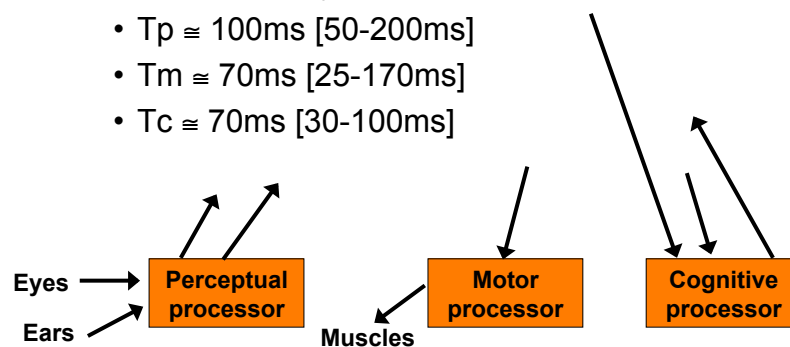 • Tp ≅ 100ms [50-200ms]
• Tm ≅ 70ms [25-170ms]
• Tc ≅ 70ms [30-100ms]
Eyes
Perceptual
processor
Motor
processor
Cognitive
processor
Ears
Muscles